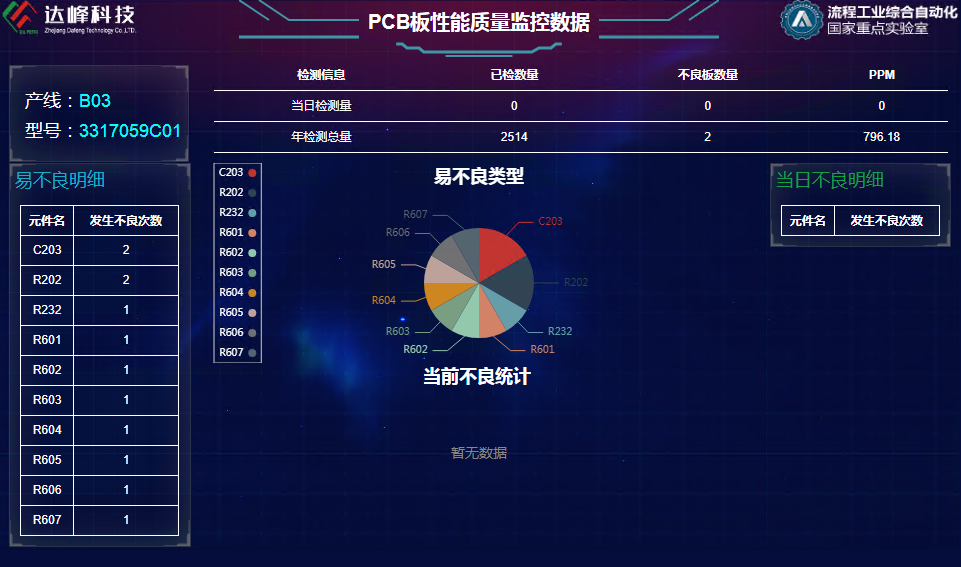 达峰科技
Zhejiang Dafeng Technology Co.,LTD.
PCB板性能质量监控数据
流程工业综合自动化
国家重点实验室
产线：B03
型号：3317059C01
检测信息 已检数量 不良板数量 PPM
当日检测量 0 0 0
年检测总量 2514 2 796.18
易不良明细
元件名 发生不良次数
C203 2
R202 2
R232 1
R601 1
R602 1
R603 1
R604 1
R605 1
R606 1
R607 1
C203
R202
R232
R601
R602
R603
R604
R605
R606
R607
易不良类型
R607
C203
R606
R605
R202
R604
R603
R232
R602
R601
当前不良统计
暂无数据
当日不良明细
元件名 发生不良次数